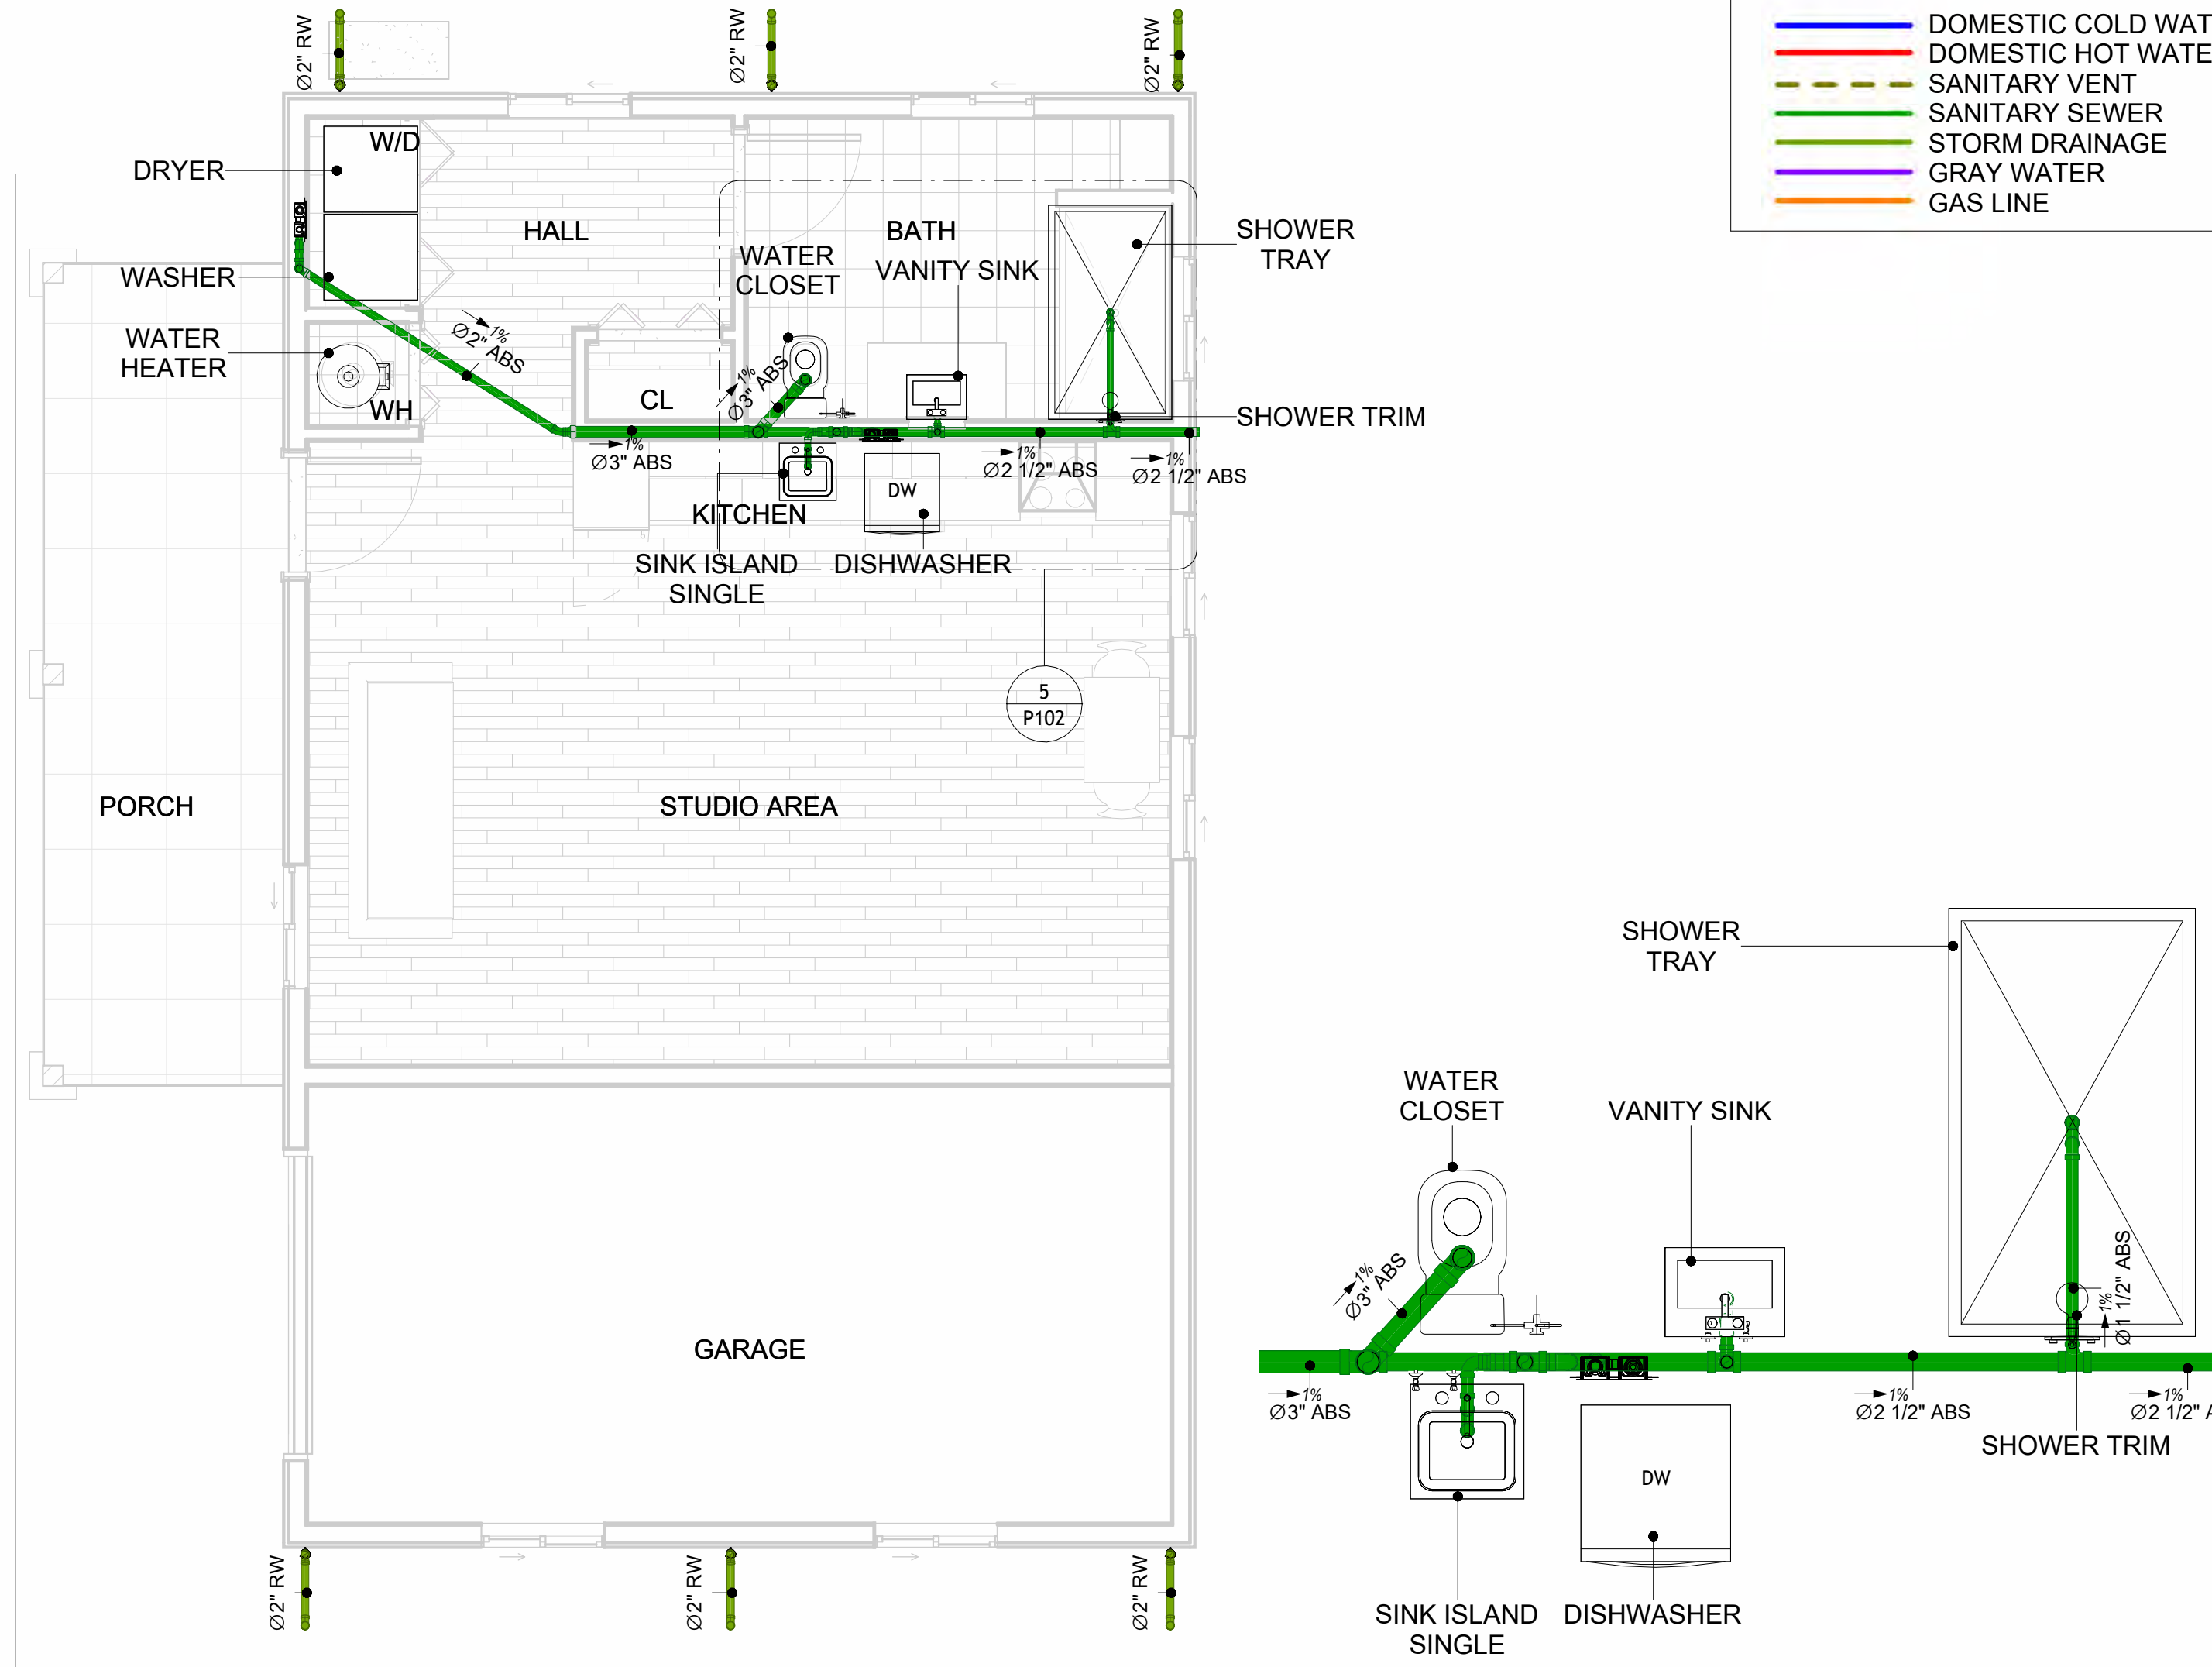 Ø2" RW
Ø2" RW
Ø2" RW
DOMESTIC COLD WAT
DOMESTIC HOT WATE
SANITARY VENT
SANITARY SEWER
STORM DRAINAGE
GRAY WATER
GAS LINE
W/D
DRYER
HALL
BATH
WATER
CLOSET
VANITY SINK
SHOWER
TRAY
WASHER
WATER
HEATER
WH
1%
Ø2" ABS
CL
1%
Ø3" ABS
SHOWER TRIM
1%
Ø3" ABS
1%
Ø2 1/2" ABS
1%
Ø2 1/2" ABS
DW
KITCHEN
SINK ISLAND
SINGLE
DISHWASHER
5
P102
PORCH
STUDIO AREA
GARAGE
Ø2" RW
Ø2" RW
Ø2" RW
SHOWER
TRAY
WATER
CLOSET
VANITY SINK
1%
Ø3" ABS
1%
Ø1 1/2" ABS
1%
Ø3" ABS
1%
Ø2 1/2" ABS
1%
Ø2 1/2" A
SHOWER TRIM
DW
SINK ISLAND
SINGLE
DISHWASHER